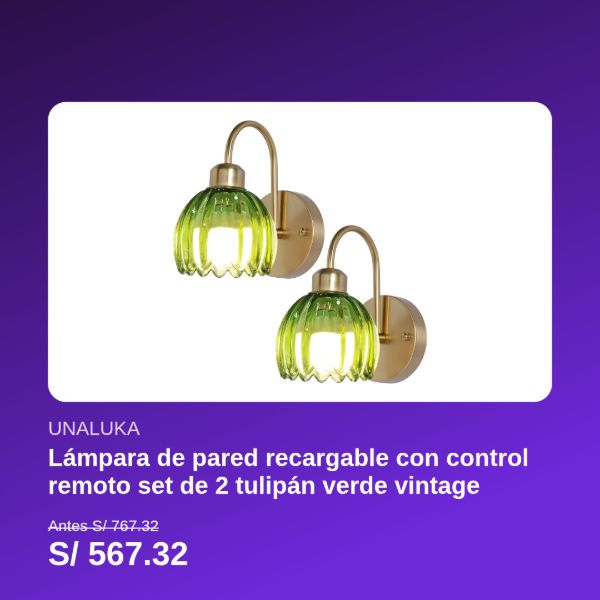 UNALUKA
Lámpara de pared recargable con control
remoto set de 2 tulipán verde vintage
Antes S/ 767.32
S/ 567.32